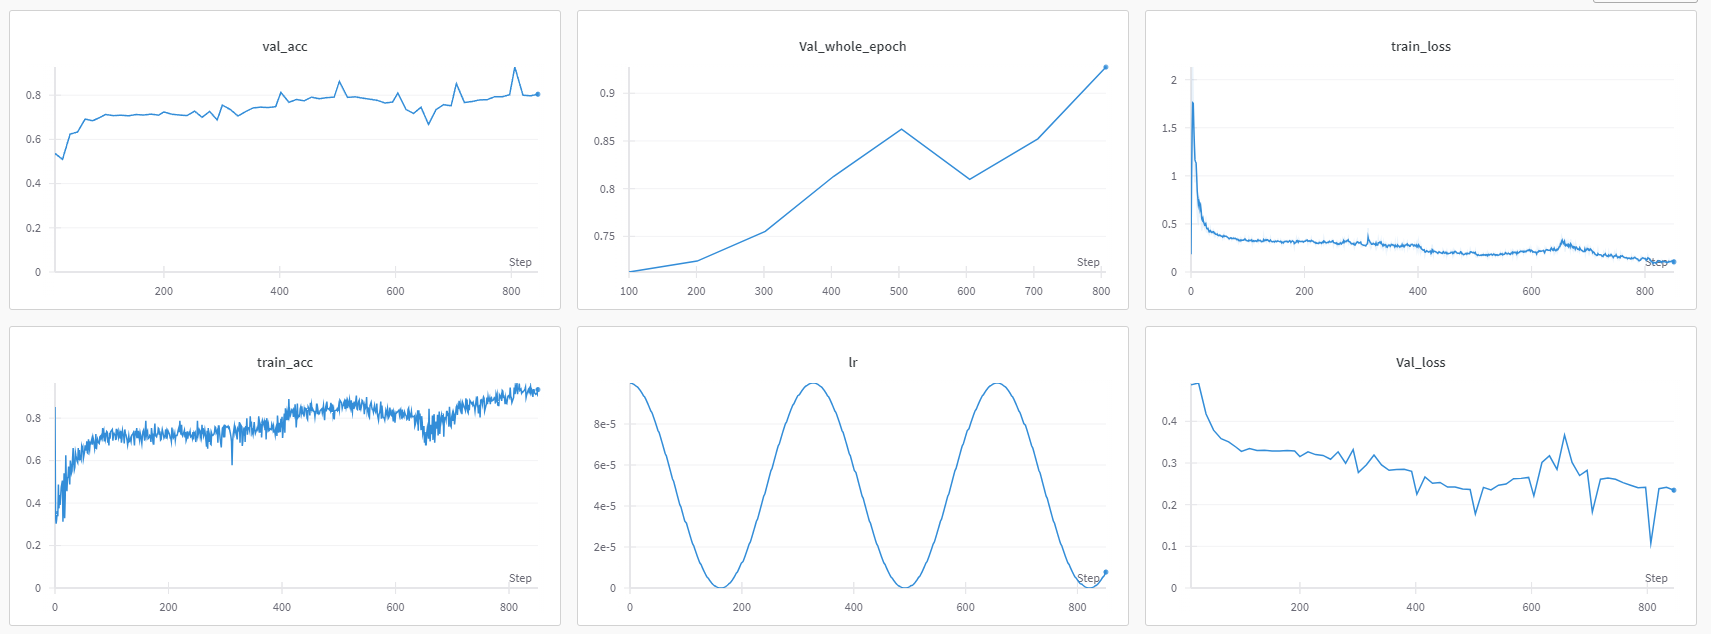 val_acc
0.8
0.6
0.4
0.2
0
Step
200 400 600 800
Val_whole_epoch
0.9
0.85
0.8
0.75
Step
100 200 300 400 500 600 700 800
train_loss
2
1.5
1
0.5
0
Step
0 200 400 600 800
train_acc
0.8
0.6
0.4
0.2
0
Step
0 200 400 600 800
lr
8e-5
6e-5
4e-5
2e-5
0
Step
0 200 400 600 800
Val_loss
0.4
0.3
0.2
0.1
0
Step
200 400 600 800